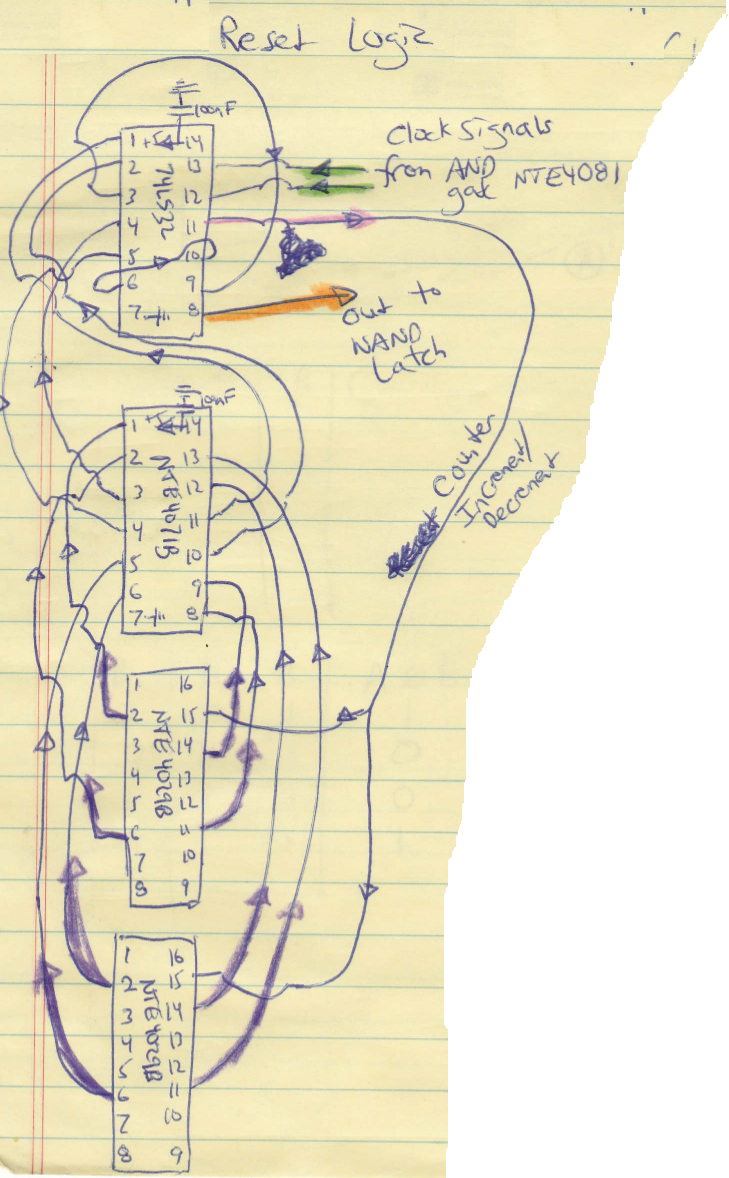 Reset Logic
100nF
1 +5 14
2 13
3 12
4 11
5 10
6 9
7 8
74LS32
Clock Signals
from AND
gate NTE4081
Out to
NAND
Latch
100nF
1 +5 14
2 13
3 12
4 11
5 10
6 9
7 8
NTE4071B
Counter
Increment/
Decrement
1 16
2 15
3 14
4 13
5 12
6 11
7 10
8 9
NTE4029B
1 16
2 15
3 14
4 13
5 12
6 11
7 10
8 9
NTE4029B